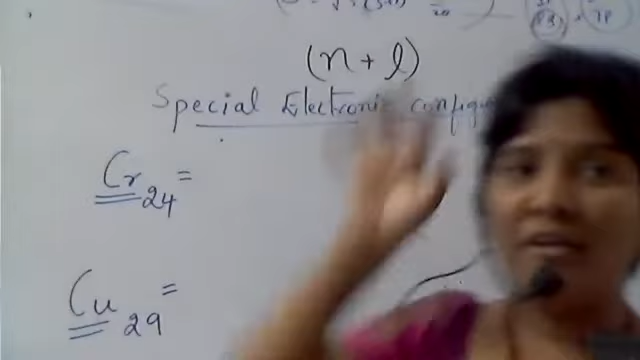 (n + l)
Special Electronic
Cr24 =
Cu29 =